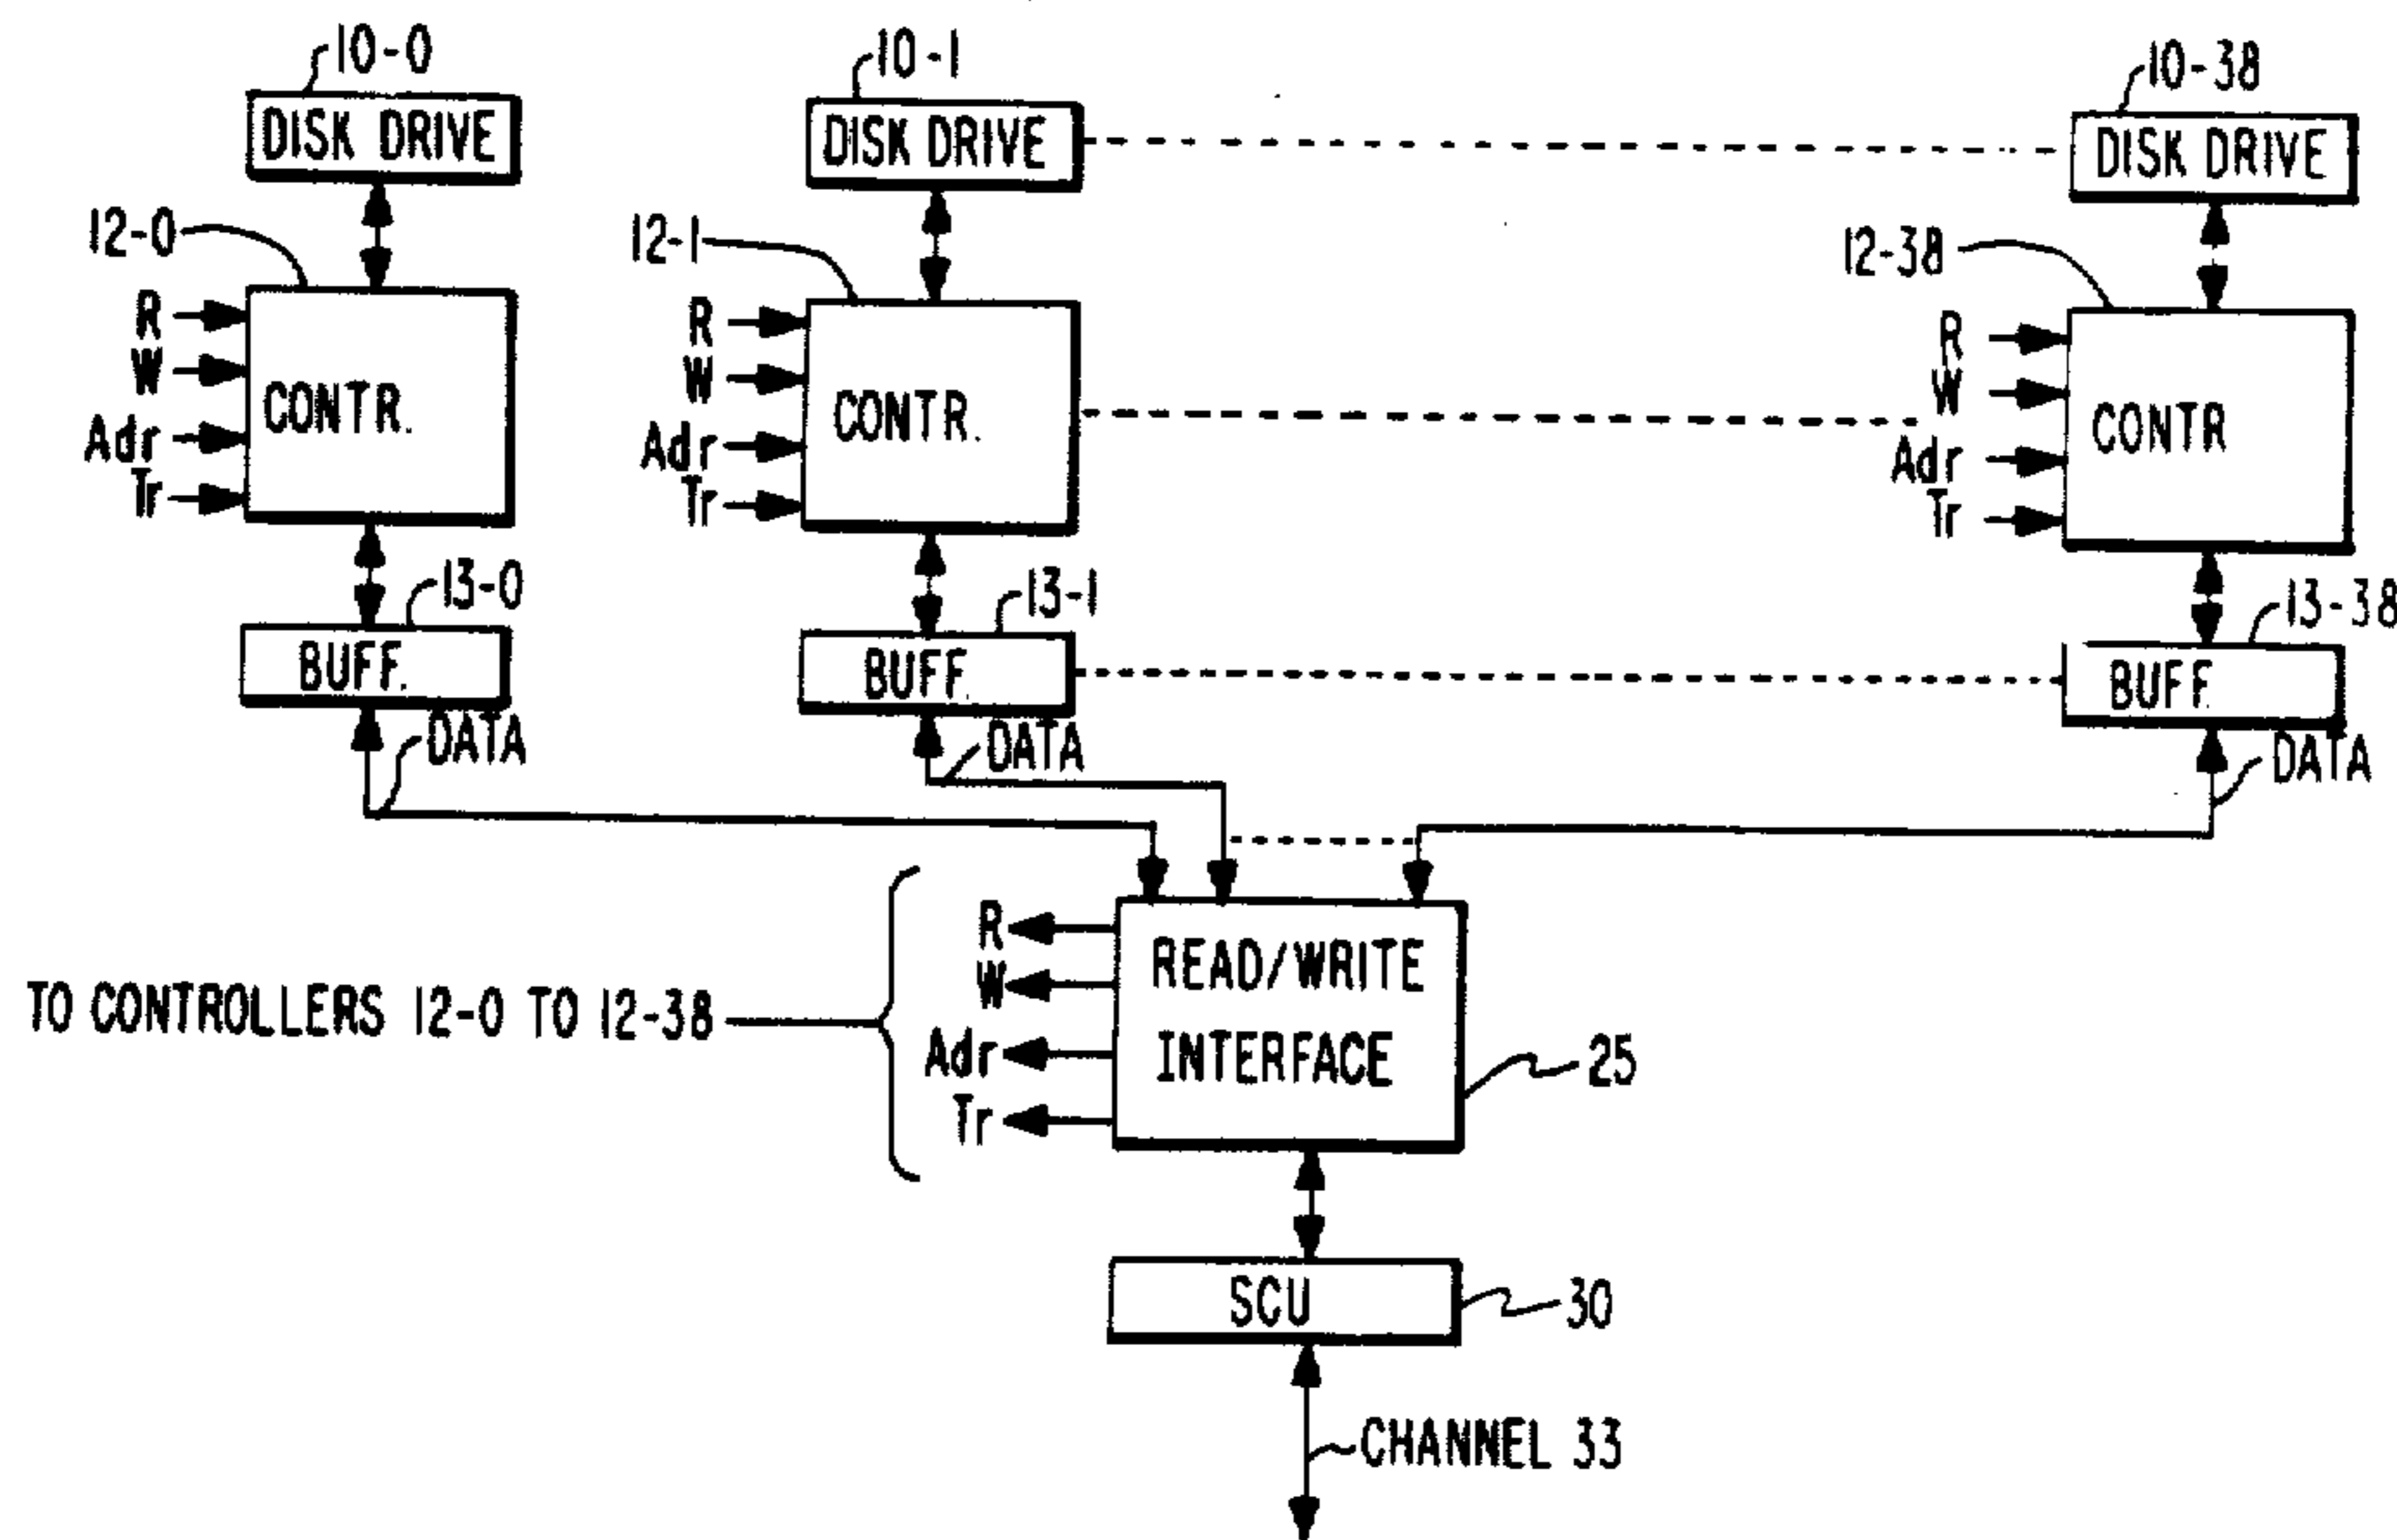 10-0 10-1 10-38
DISK DRIVE DISK DRIVE DISK DRIVE
12-0 12-1 12-38
R R R
W W W
CONTR. CONTR. CONTR
Adr Adr Adr
Tr Tr Tr
13-0 13-1 13-38
BUFF. BUFF. BUFF.
DATA DATA DATA
R
W
Adr
Tr
READ/WRITE
INTERFACE
TO CONTROLLERS 12-0 TO 12-38
25
SCU
30
CHANNEL 33